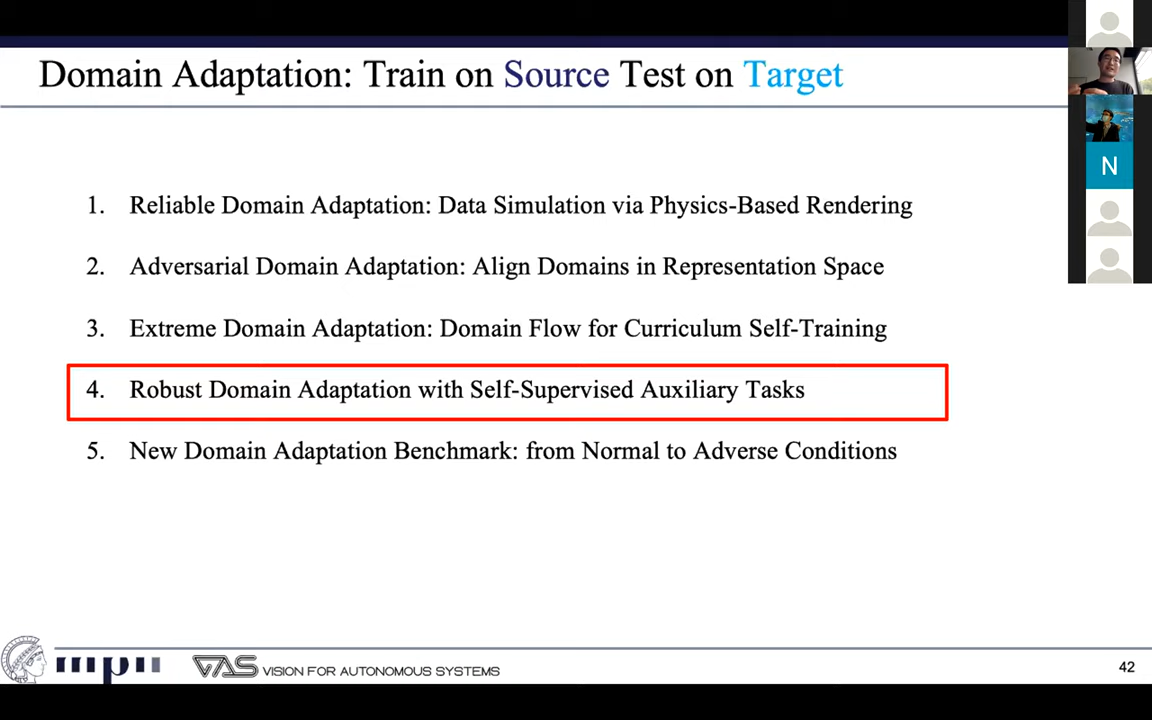 Domain Adaptation: Train on Source Test on Target
N
1. Reliable Domain Adaptation: Data Simulation via Physics-Based Rendering
2. Adversarial Domain Adaptation: Align Domains in Representation Space
3. Extreme Domain Adaptation: Domain Flow for Curriculum Self-Training
4. Robust Domain Adaptation with Self-Supervised Auxiliary Tasks
5. New Domain Adaptation Benchmark: from Normal to Adverse Conditions
mpii VAS VISION FOR AUTONOMOUS SYSTEMS
42